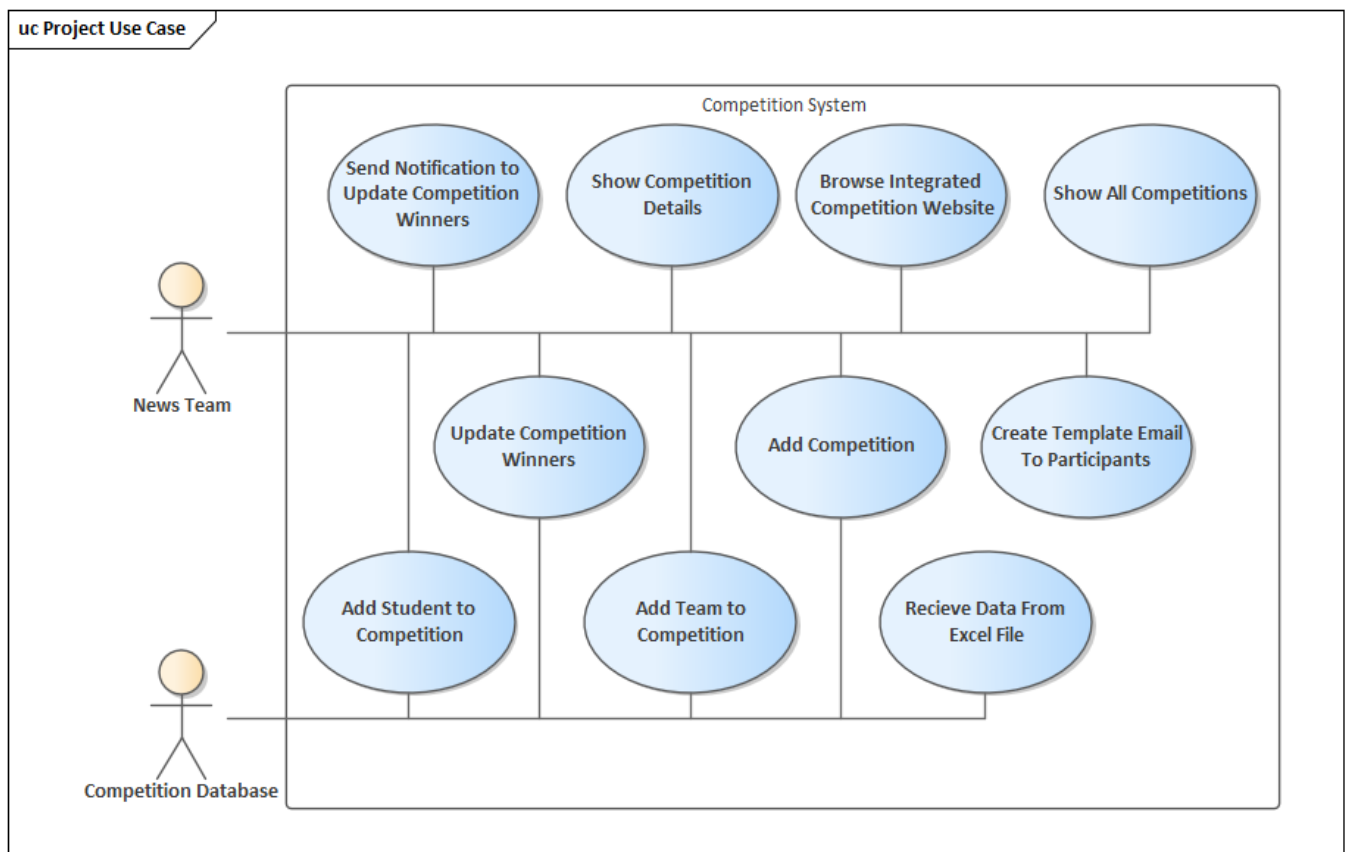 uc Project Use Case
Competition System
Send Notification to
Update Competition
Winners
Show Competition
Details
Browse Integrated
Competition Website
Show All Competitions
News Team
Update Competition
Winners
Add Competition
Create Template Email
To Participants
Add Student to
Competition
Add Team to
Competition
Recieve Data From
Excel File
Competition Database